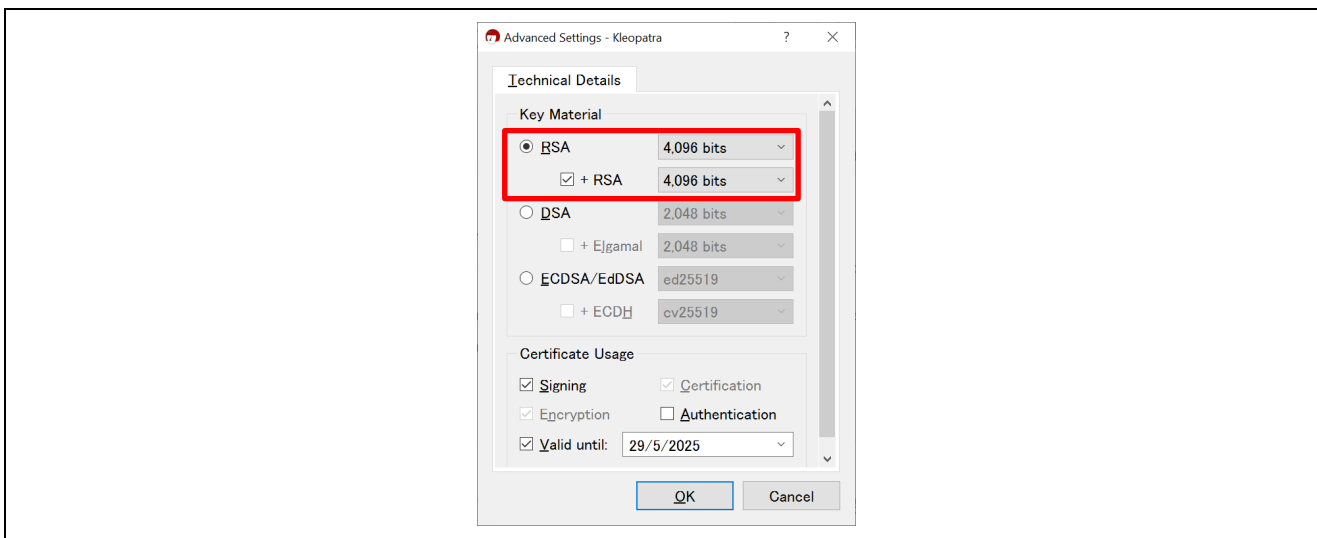 Advanced Settings - Kleopatra ?
Technical Details
Key Material
RSA 4,096 bits
+ RSA 4,096 bits
DSA 2,048 bits
+ Elgamal 2,048 bits
ECDSA/EdDSA ed25519
+ ECDH cv25519
Certificate Usage
Signing Certification
Encryption Authentication
Valid until: 29/5/2025
OK Cancel